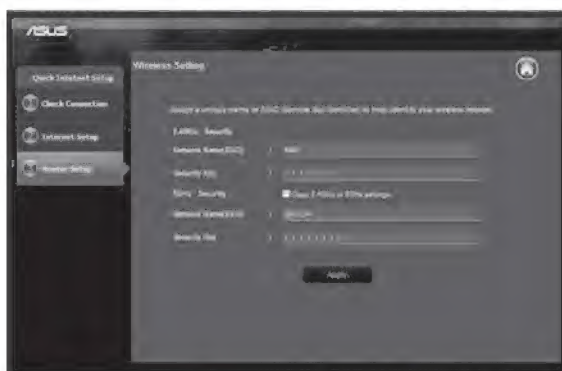 ASUS
Quick Internet Setup
Check Connection
Internet Setup
Router Setup
Wireless Setting
Assign a unique name or SSID (Service Set Identifier) to help identify your wireless network.
2.4GHz - Security
Network Name(SSID)
Security Key
5GHz - Security
Copy 2.4GHz to 5GHz settings.
Network Name(SSID)
Security Key
Apply